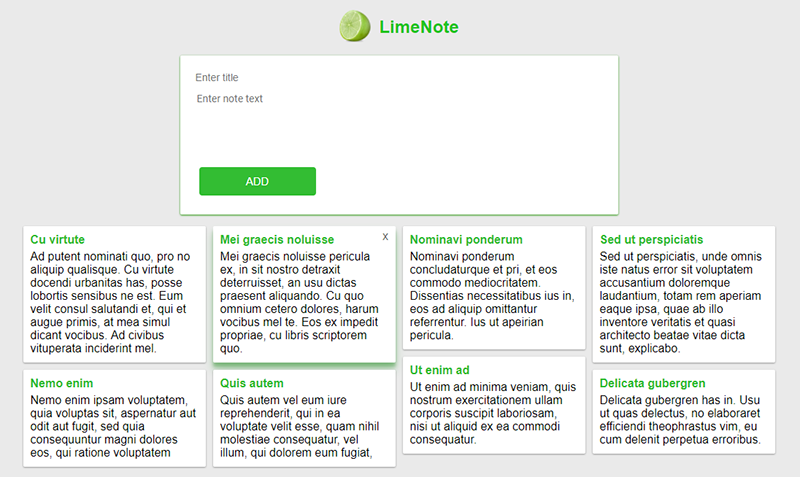 LimeNote
Enter title
Enter note text
ADD
Cu virtute
Ad putent nominati quo, pro no
aliquip qualisque. Cu virtute
docendi urbanitas has, posse
lobortis sensibus ne est. Eum
velit consul salutandi et, qui et
augue primis, at mea simul
dicant vocibus. Ad civibus
vituperata inciderint mel.
Mei graecis noluisse
X
Mei graecis noluisse pericula
ex, in sit nostro detraxit
deterruisset, an usu dictas
praesent aliquando. Cu quo
omnium cetero dolores, harum
vocibus mel te. Eos ex impedit
propriae, cu libris scriptorem
quo.
Nominavi ponderum
Nominavi ponderum
concludaturque et pri, et eos
commodo mediocritatem.
Dissentias necessitatibus ius in,
eos ad aliquip omittantur
referrentur. Ius ut apeirian
pericula.
Sed ut perspiciatis
Sed ut perspiciatis, unde omnis
iste natus error sit voluptatem
accusantium doloremque
laudantium, totam rem aperiam
eaque ipsa, quae ab illo
inventore veritatis et quasi
architecto beatae vitae dicta
sunt, explicabo.
Nemo enim
Nemo enim ipsam voluptatem,
quia voluptas sit, aspernatur aut
odit aut fugit, sed quia
consequuntur magni dolores
eos, qui ratione voluptatem
Quis autem
Quis autem vel eum iure
reprehenderit, qui in ea
voluptate velit esse, quam nihil
molestiae consequatur, vel
illum, qui dolorem eum fugiat,
Ut enim ad
Ut enim ad minima veniam, quis
nostrum exercitationem ullam
corporis suscipit laboriosam,
nisi ut aliquid ex ea commodi
consequatur.
Delicata gubergren
Delicata gubergren has in. Usu
ut quas delectus, no elaboraret
efficiendi theophrastus vim, eu
cum delenit perpetua erroribus.